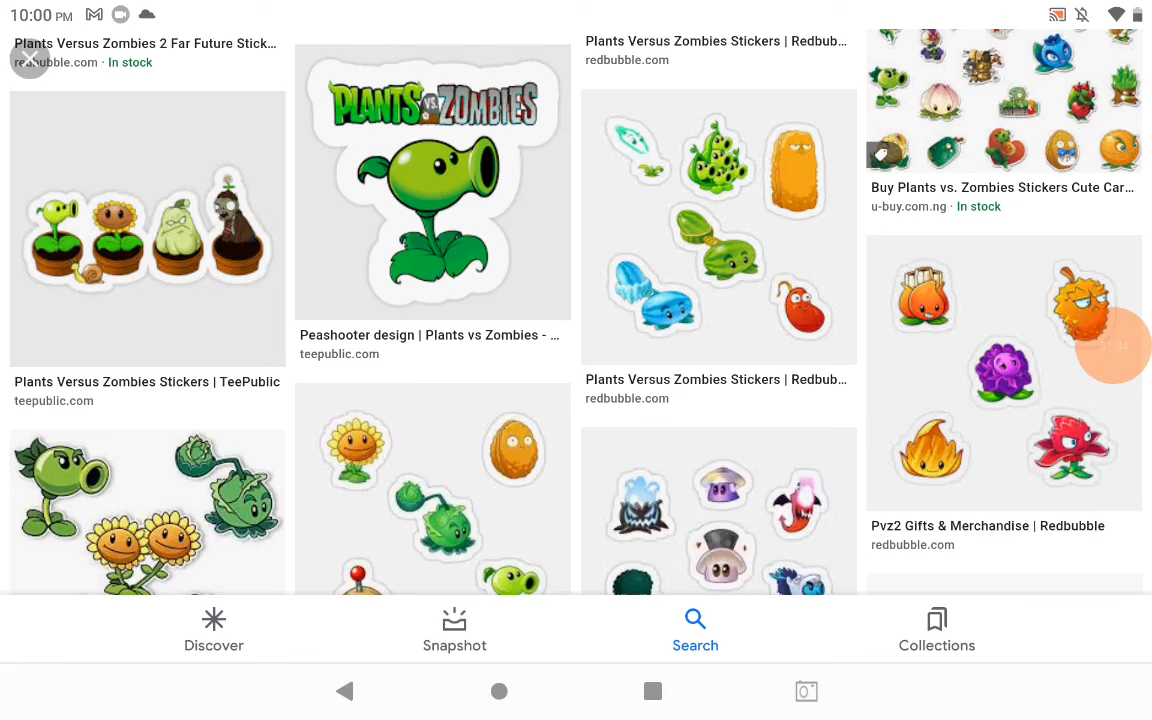 10:00 PM
Plants Versus Zombies 2 Far Future Stick...
redbubble.com · In stock
Plants Versus Zombies Stickers | TeePublic
teepublic.com
PLANTS VS. ZOMBIES
Peashooter design | Plants vs Zombies - ...
teepublic.com
Plants Versus Zombies Stickers | Redbub...
redbubble.com
Plants Versus Zombies Stickers | Redbub...
redbubble.com
Buy Plants vs. Zombies Stickers Cute Car...
u-buy.com.ng · In stock
Pvz2 Gifts & Merchandise | Redbubble
redbubble.com
Discover
Snapshot
Search
Collections